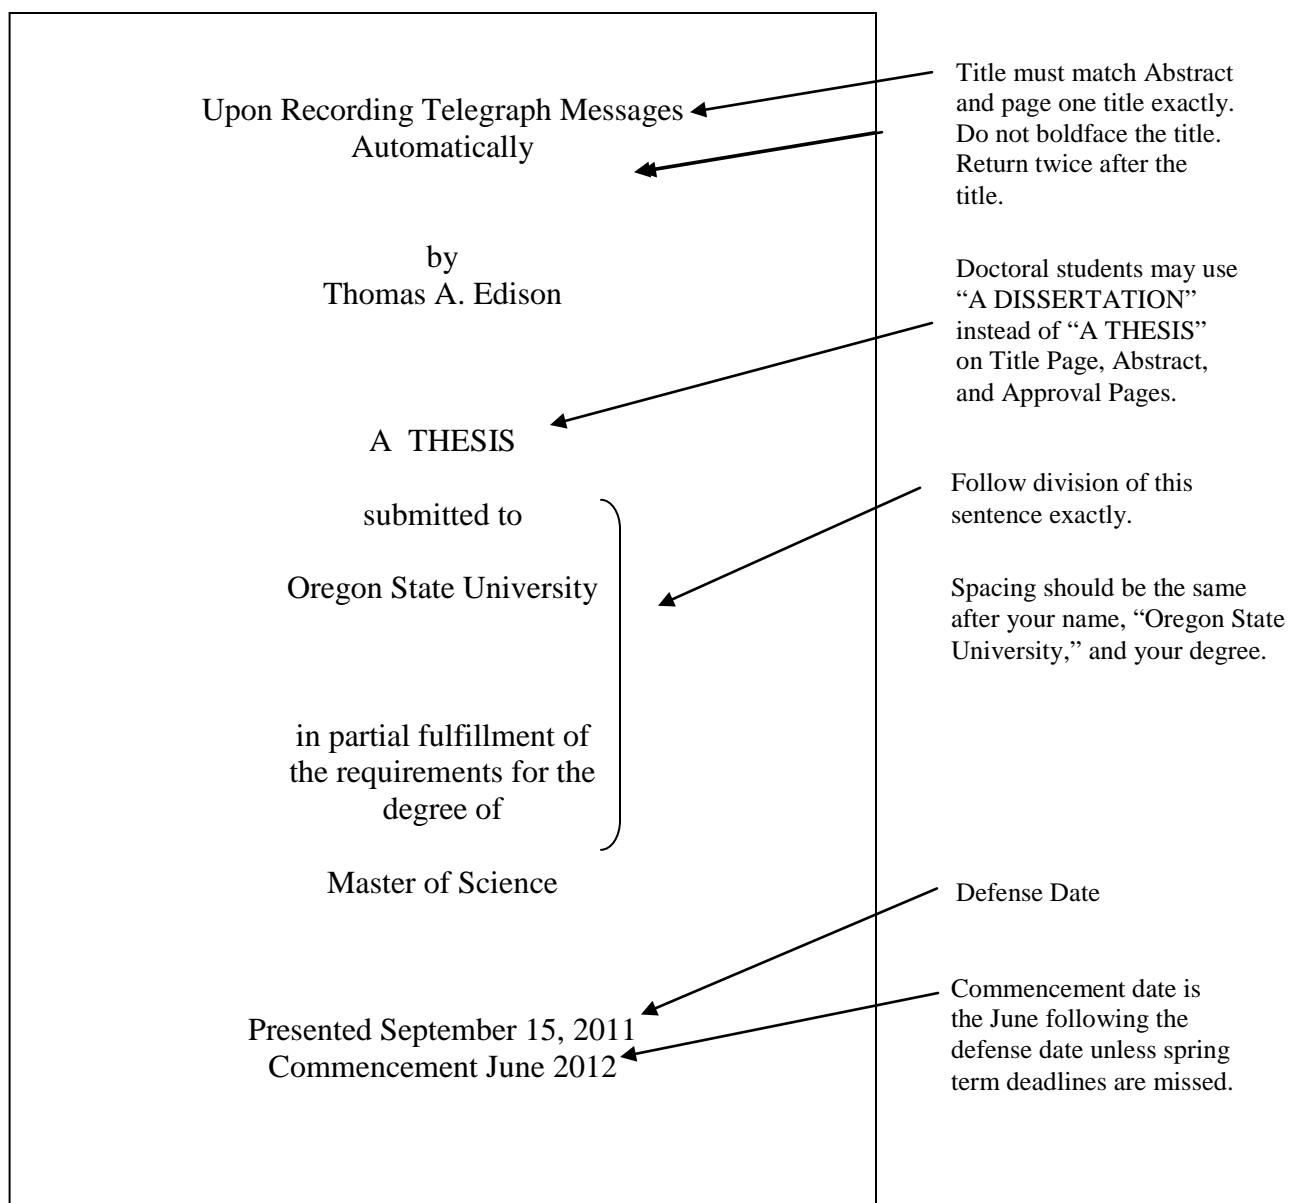 Upon Recording Telegraph Messages
Automatically
by
Thomas A. Edison
A  THESIS
submitted to
Oregon State University
in partial fulfillment of
the requirements for the
degree of
Master of Science
Presented September 15, 2011
Commencement June 2012
Title must match Abstract
and page one title exactly.
Do not boldface the title.
Return twice after the
title.
Doctoral students may use
“A DISSERTATION”
instead of “A THESIS”
on Title Page, Abstract,
and Approval Pages.
Follow division of this
sentence exactly.
Spacing should be the same
after your name, “Oregon State
University,” and your degree.
Defense Date
Commencement date is
the June following the
defense date unless spring
term deadlines are missed.